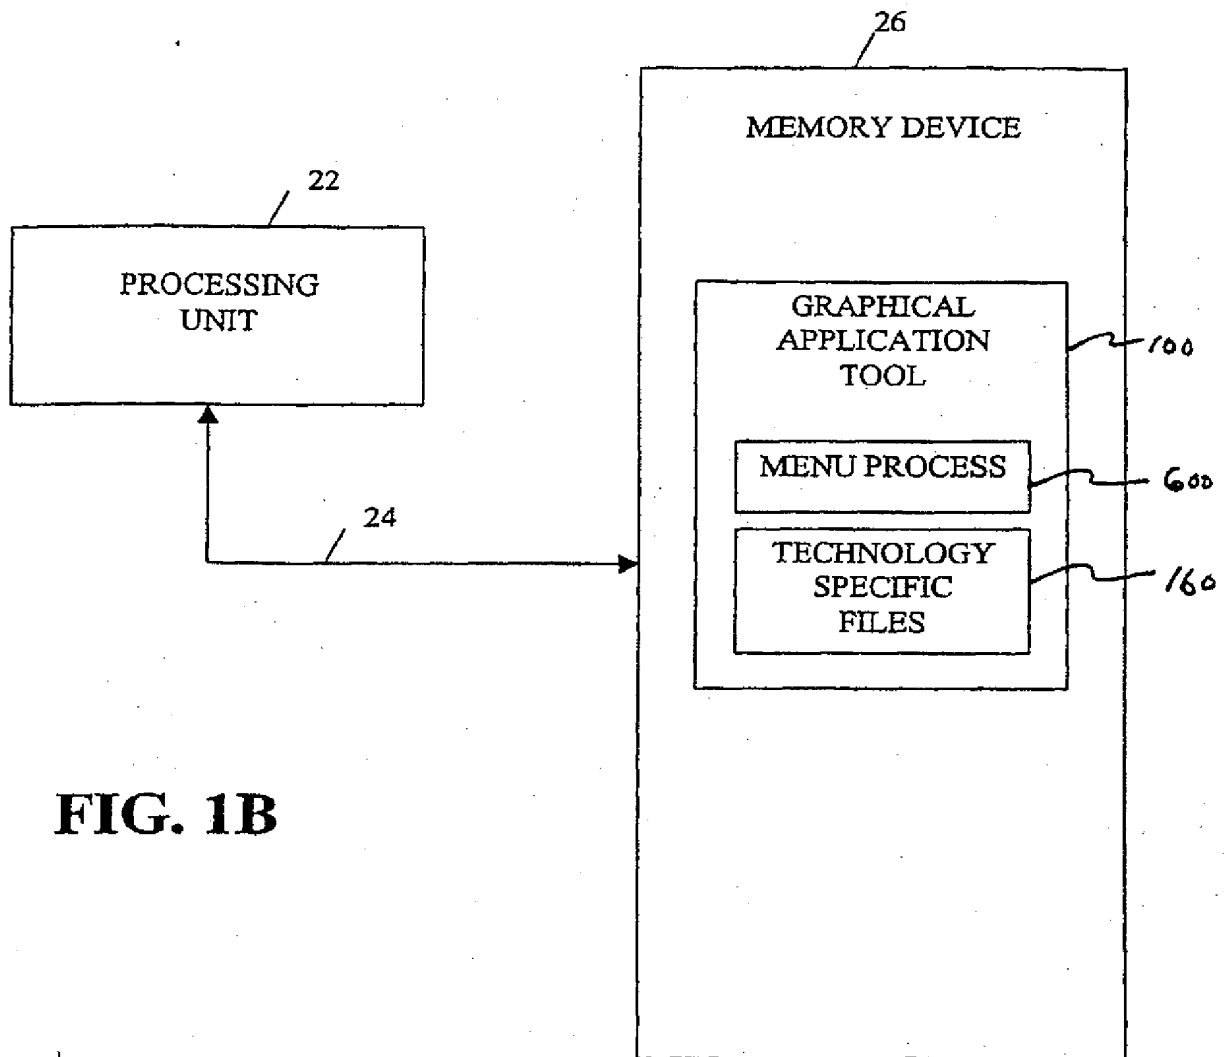 26
MEMORY DEVICE
22
PROCESSING
UNIT
GRAPHICAL
APPLICATION
TOOL
100
MENU PROCESS
600
24
TECHNOLOGY
SPECIFIC
FILES
160
FIG. 1B